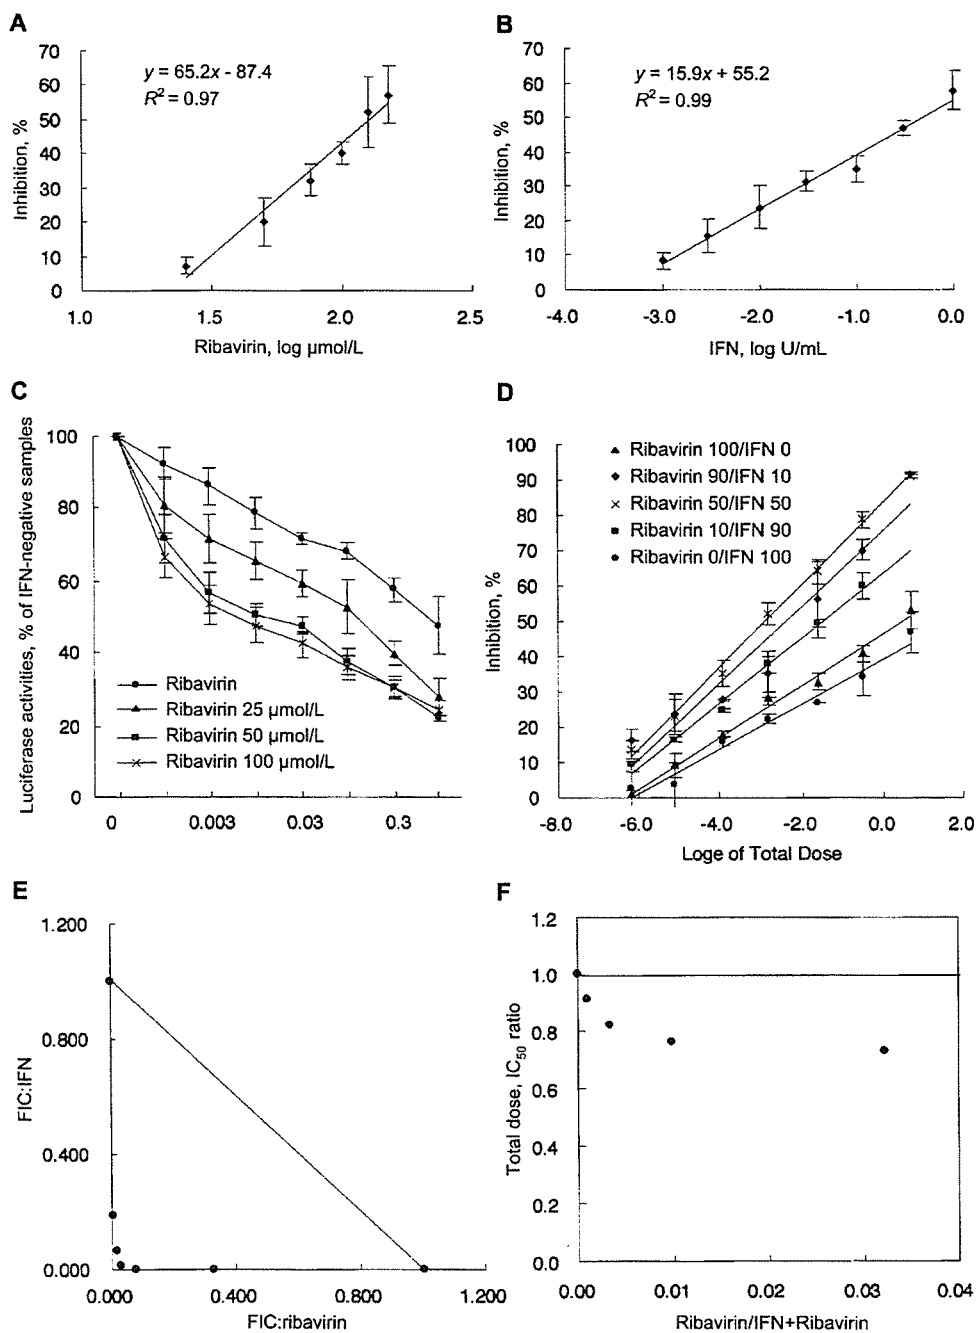 A
70
60
50
40
30
20
10
0
Inhibition, %
y = 65.2x - 87.4
R² = 0.97
1.0 1.5 2.0 2.5
Ribavirin, log µmol/L
B
70
60
50
40
30
20
10
0
Inhibition, %
y = 15.9x + 55.2
R² = 0.99
-4.0 -3.0 -2.0 -1.0 0.0
IFN, log U/mL
C
Luciferase activities, % of IFN-negative samples
100
80
60
40
20
0
Ribavirin
Ribavirin 25 µmol/L
Ribavirin 50 µmol/L
Ribavirin 100 µmol/L
0 0.003 0.03 0.3
D
100
90
80
70
60
50
40
30
20
10
0
Inhibition, %
Ribavirin 100/IFN 0
Ribavirin 90/IFN 10
Ribavirin 50/IFN 50
Ribavirin 10/IFN 90
Ribavirin 0/IFN 100
-8.0 -6.0 -4.0 -2.0 0.0 2.0
Loge of Total Dose
E
1.200
0.800
0.400
0.000
FIC:IFN
0.000 0.400 0.800 1.200
FIC:ribavirin
F
1.2
1.0
0.8
0.6
0.4
0.2
0.0
Total dose, IC50 ratio
0.00 0.01 0.02 0.03 0.04
Ribavirin/IFN+Ribavirin